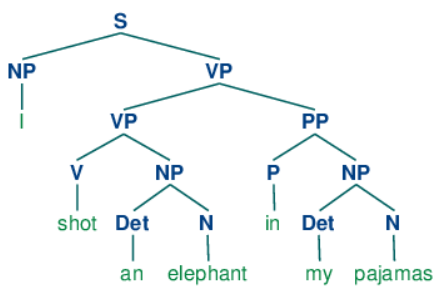 S
NP VP
I VP PP
V NP P NP
shot Det N in Det N
an elephant my pajamas